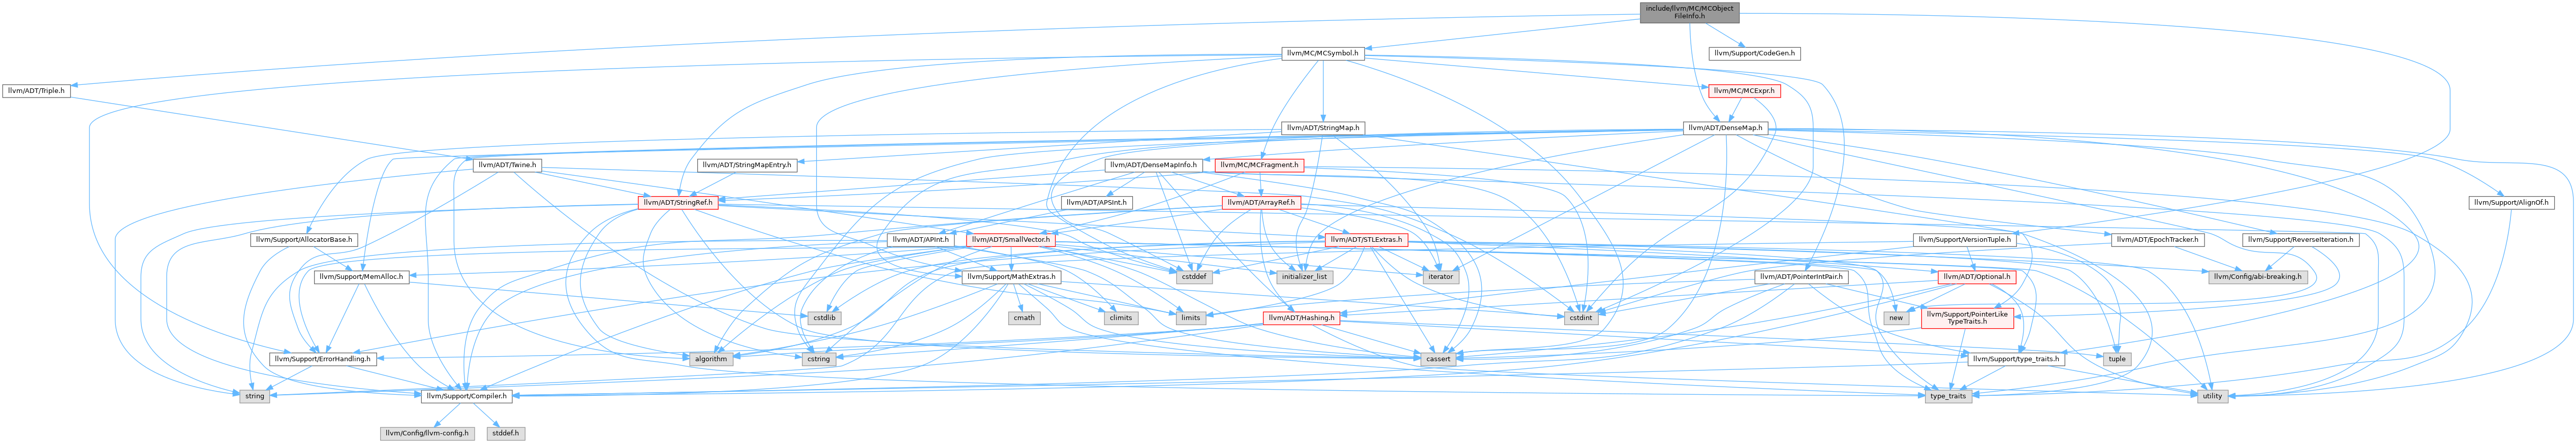 include/llvm/MC/MCObject
FileInfo.h
llvm/MC/MCSymbol.h
llvm/Support/CodeGen.h
llvm/ADT/Triple.h
llvm/MC/MCExpr.h
llvm/ADT/StringMap.h
llvm/ADT/DenseMap.h
llvm/ADT/Twine.h
llvm/ADT/StringMapEntry.h
llvm/ADT/DenseMapInfo.h
llvm/MC/MCFragment.h
llvm/ADT/StringRef.h
llvm/ADT/APSInt.h
llvm/ADT/ArrayRef.h
llvm/Support/AlignOf.h
llvm/Support/AllocatorBase.h
llvm/ADT/APInt.h
llvm/ADT/SmallVector.h
llvm/ADT/STLExtras.h
llvm/Support/VersionTuple.h
llvm/ADT/EpochTracker.h
llvm/Support/ReverseIteration.h
llvm/Support/MemAlloc.h
llvm/Support/MathExtras.h
cstddef
initializer_list
iterator
llvm/ADT/PointerIntPair.h
llvm/ADT/Optional.h
llvm/Config/abi-breaking.h
cstdlib
cmath
climits
limits
llvm/ADT/Hashing.h
cstdint
new
llvm/Support/PointerLike
TypeTraits.h
llvm/Support/ErrorHandling.h
algorithm
cstring
cassert
llvm/Support/type_traits.h
tuple
string
llvm/Support/Compiler.h
type_traits
utility
llvm/Config/llvm-config.h
stddef.h